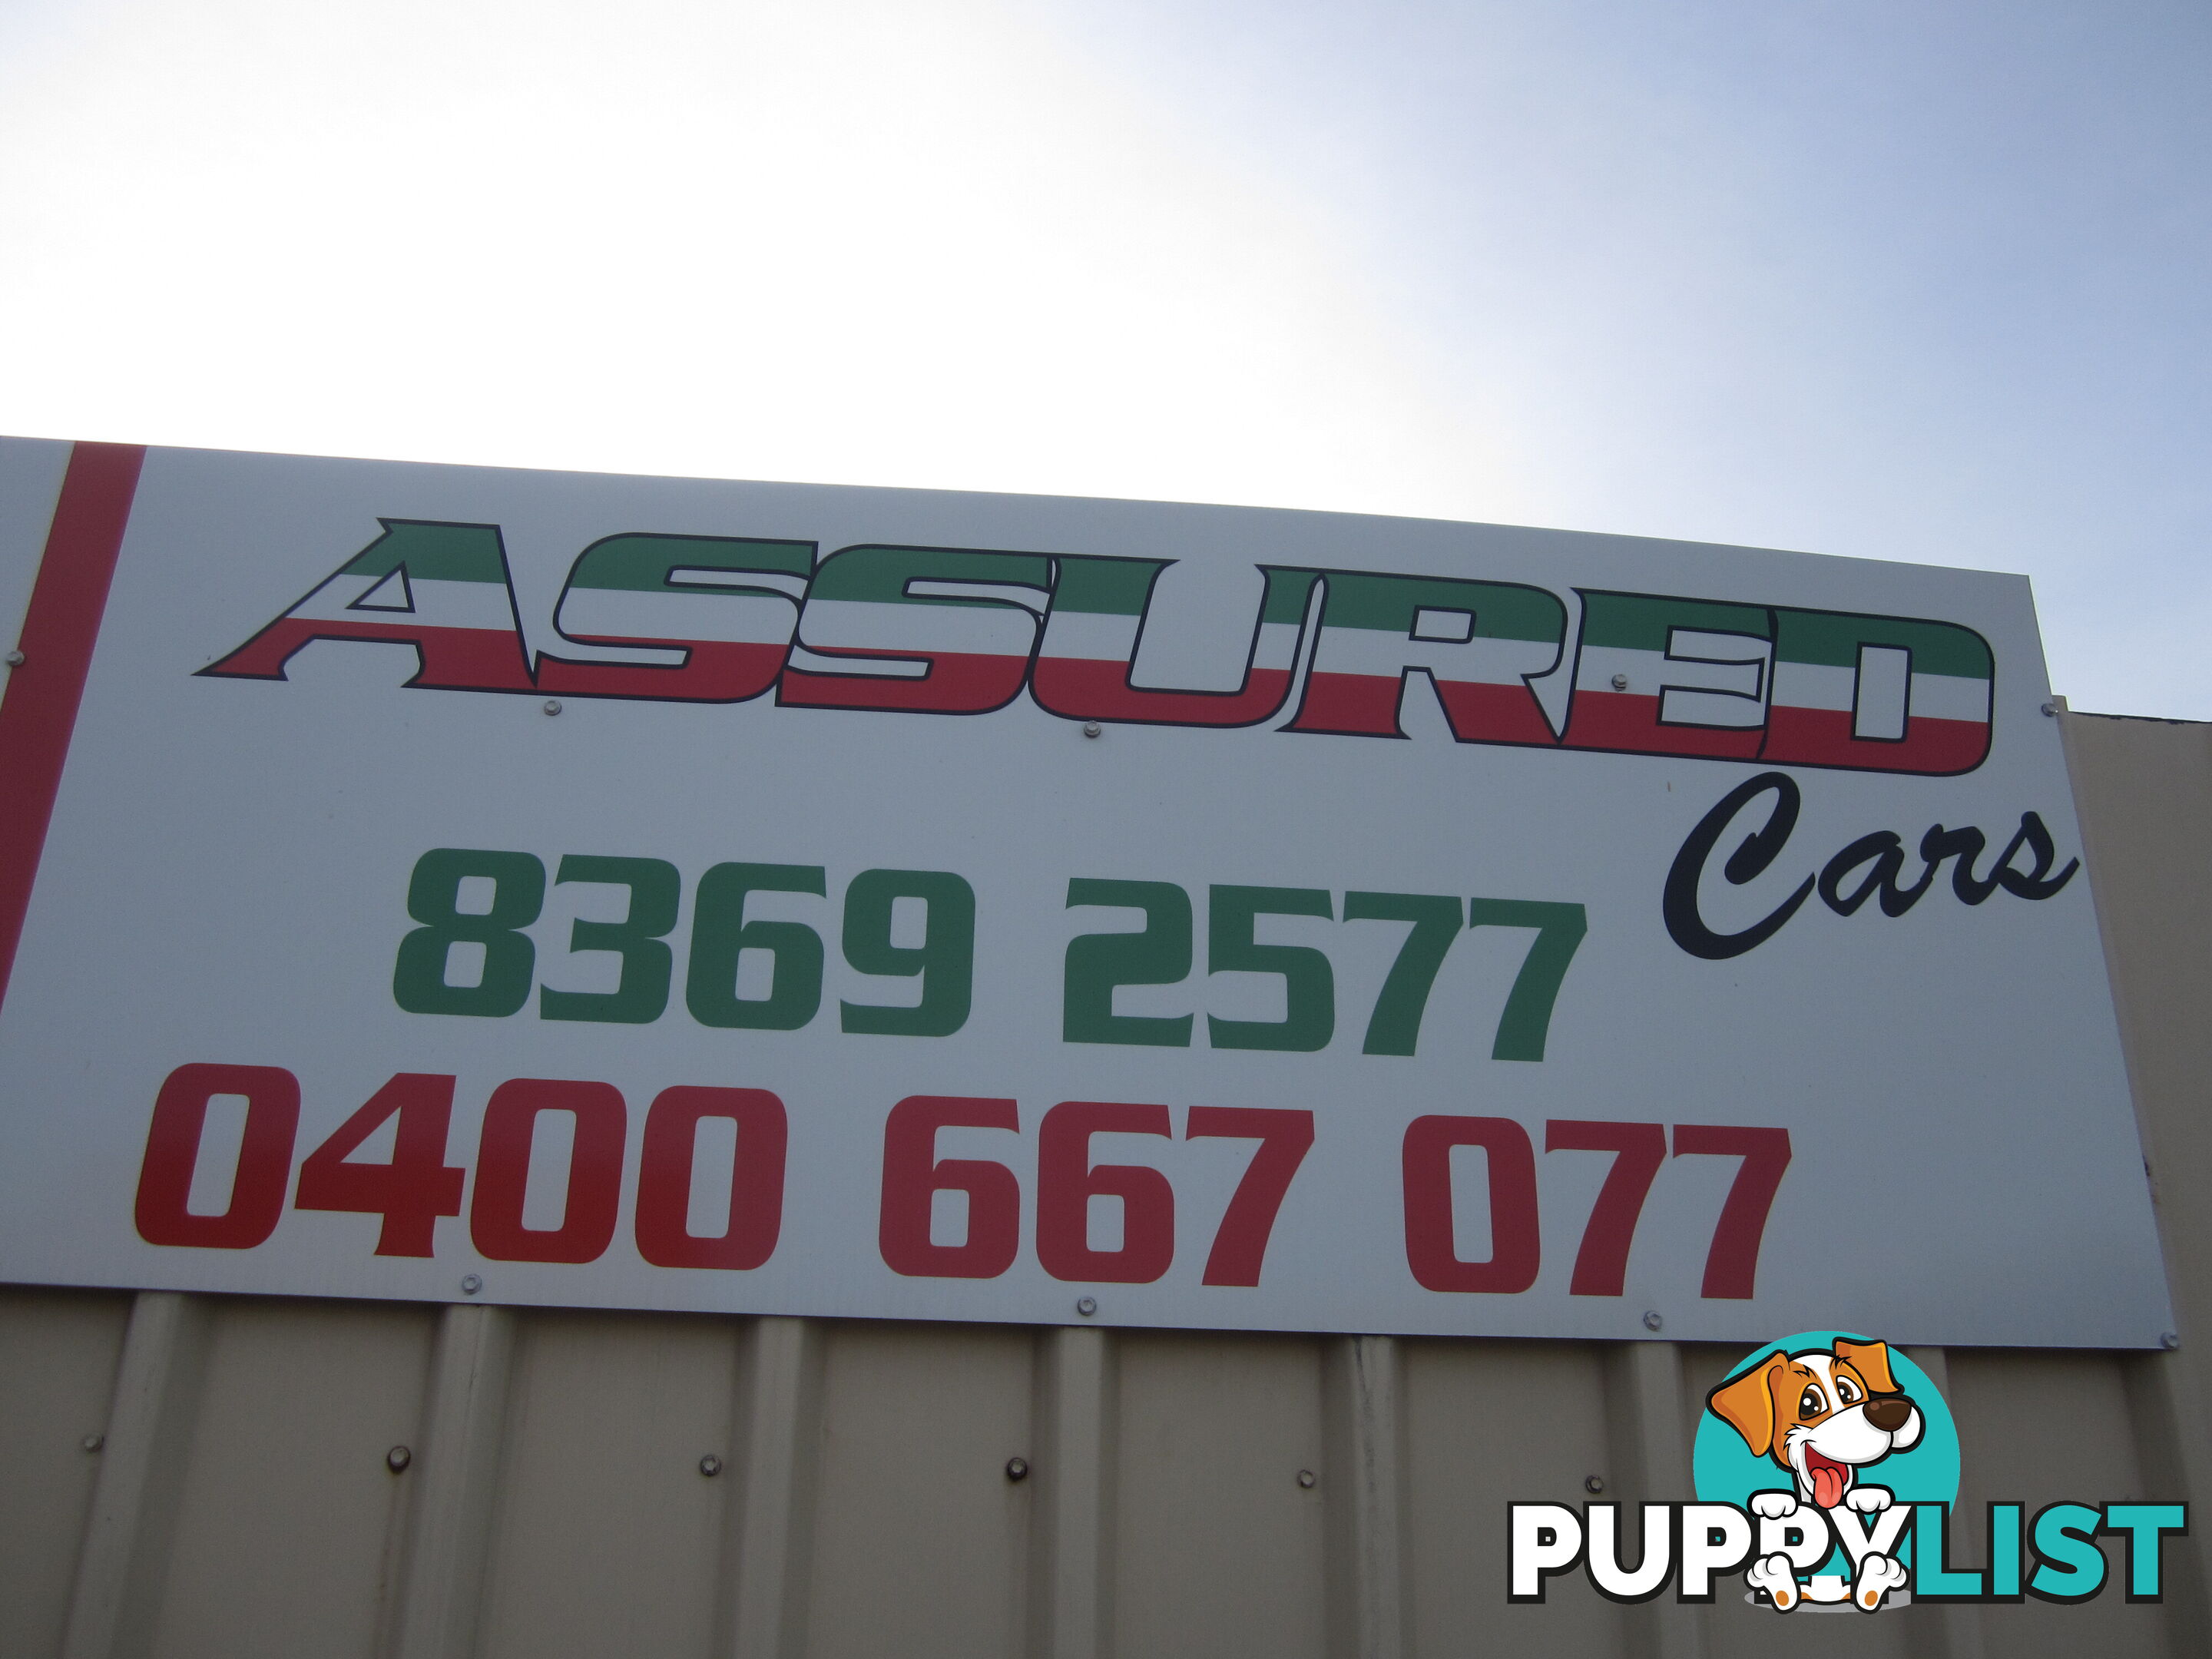 ASSURED
Cars
8369 2577
0400 667 077
PUPPYLIST